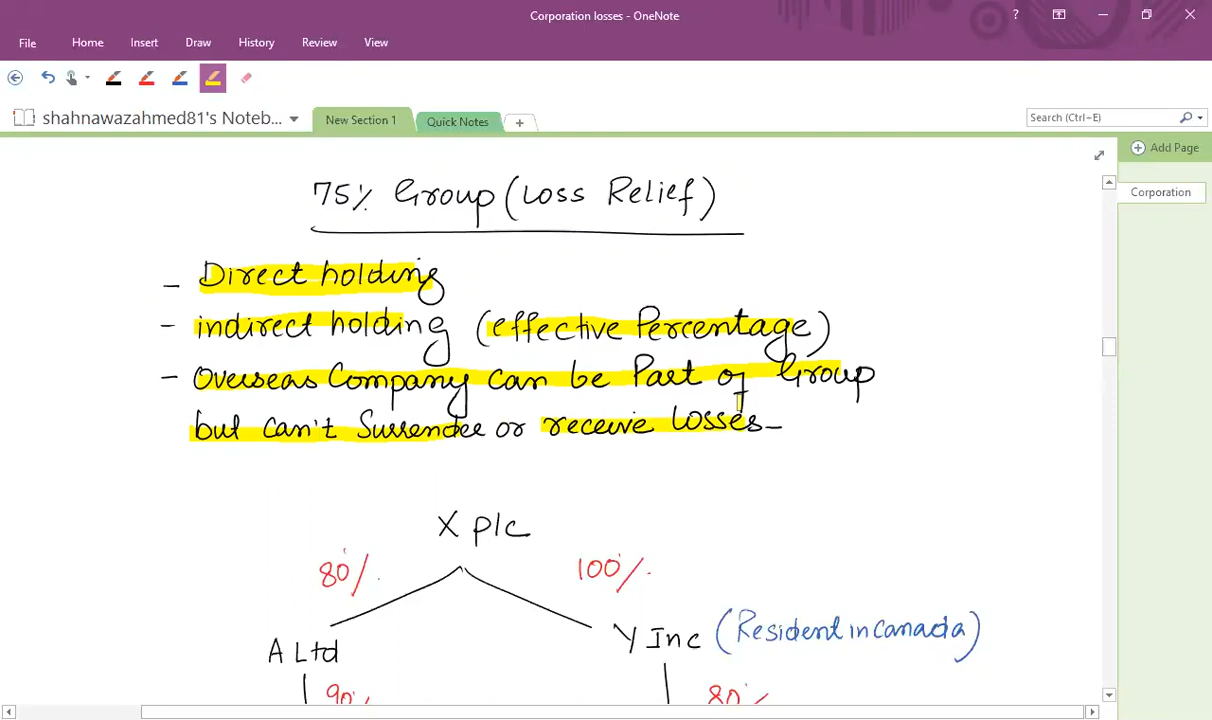 Corporation losses - OneNote
?
File Home Insert Draw History Review View
shahnawazahmed81's Noteb... New Section 1 Quick Notes + Search (Ctrl+E)
Add Page
Corporation
75% Group (Loss Relief)
- Direct holding
- indirect holding (effective Percentage)
- Overseas Company can be Part of Group
but can't Surrender or receive losses-
X plc
80% 100%
A Ltd Y Inc (Resident in Canada)
90% 80%